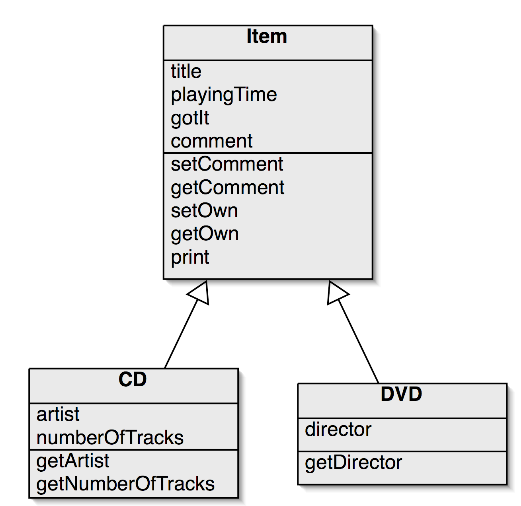 Item
title
playingTime
gotIt
comment
setComment
getComment
setOwn
getOwn
print
CD
artist
numberOfTracks
getArtist
getNumberOfTracks
DVD
director
getDirector